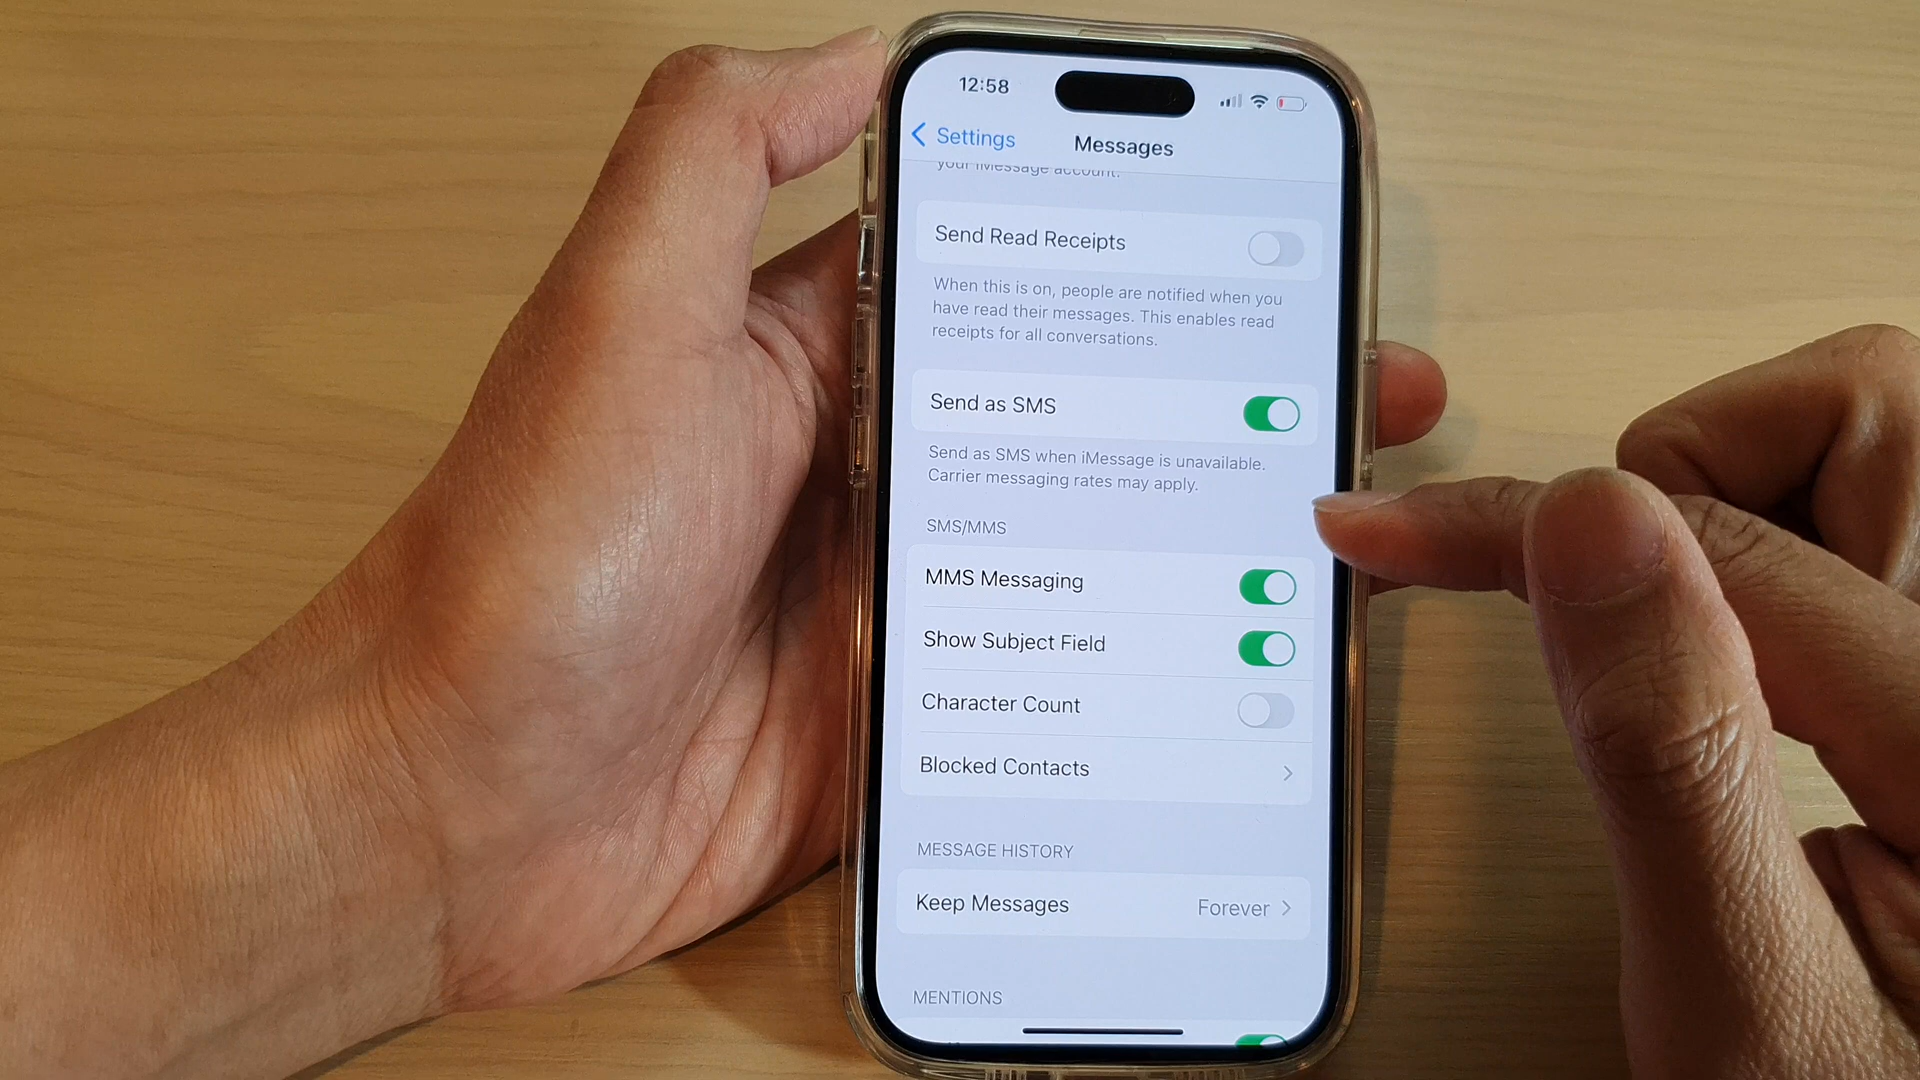 12:58
Settings
Messages
your iMessage account.
Send Read Receipts
When this is on, people are notified when you
have read their messages. This enables read
receipts for all conversations.
Send as SMS
Send as SMS when iMessage is unavailable.
Carrier messaging rates may apply.
SMS/MMS
MMS Messaging
Show Subject Field
Character Count
Blocked Contacts
MESSAGE HISTORY
Keep Messages Forever
MENTIONS